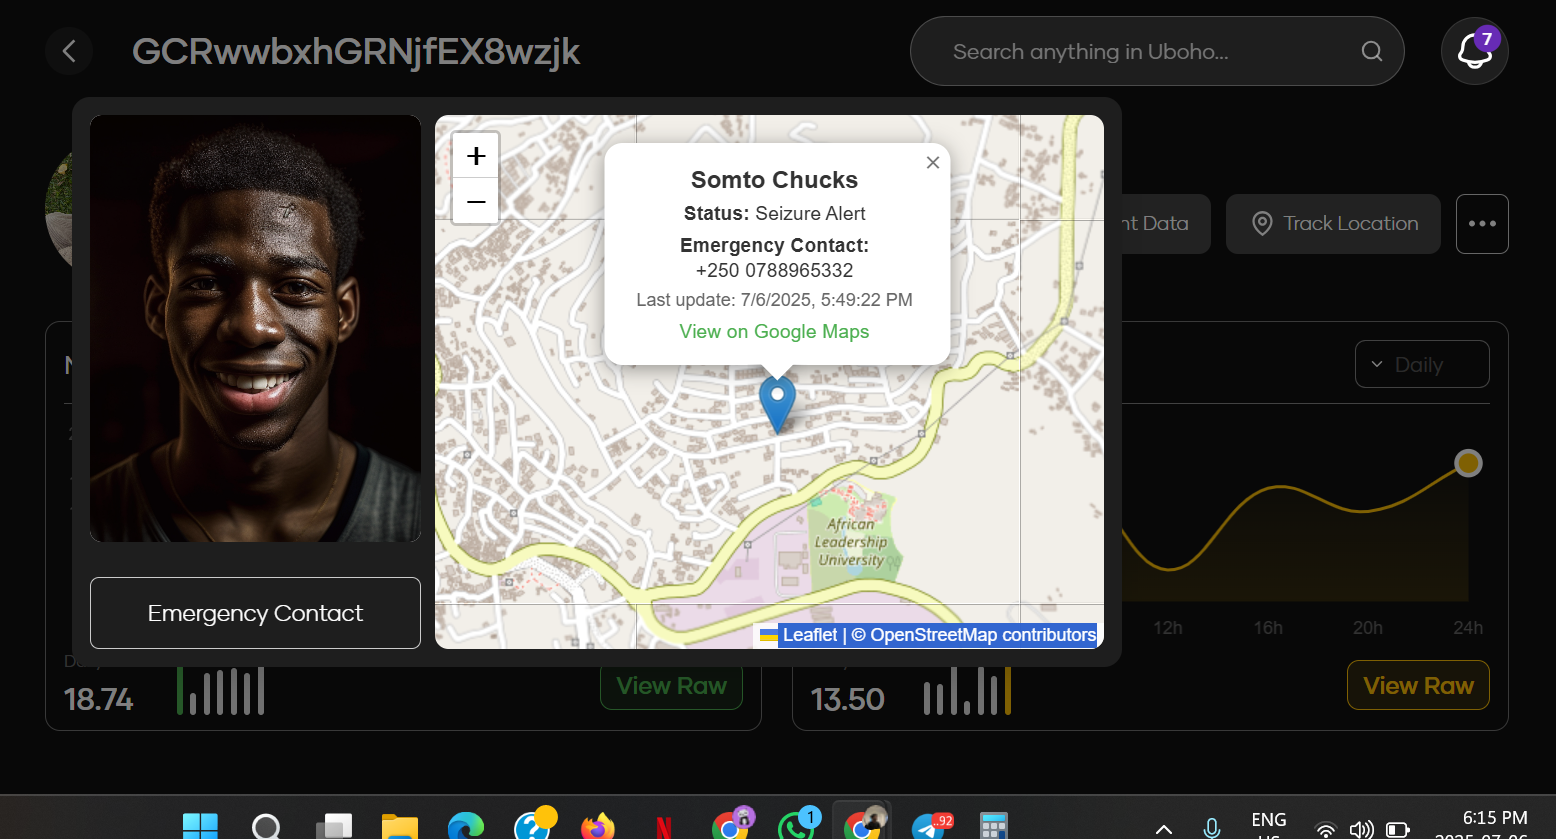 GCRwwbxhGRNjfEX8wzjk
Search anything in Uboho...
7
+
−
Somto Chucks
×
Status: Seizure Alert
Emergency Contact:
+250 0788965332
Last update: 7/6/2025, 5:49:22 PM
View on Google Maps
nt Data
Track Location
Daily
African
Leadership
University
Leaflet | © OpenStreetMap contributors
Emergency Contact
12h
16h
20h
24h
18.74
View Raw
13.50
View Raw
1
..92
ENG
6:15 PM